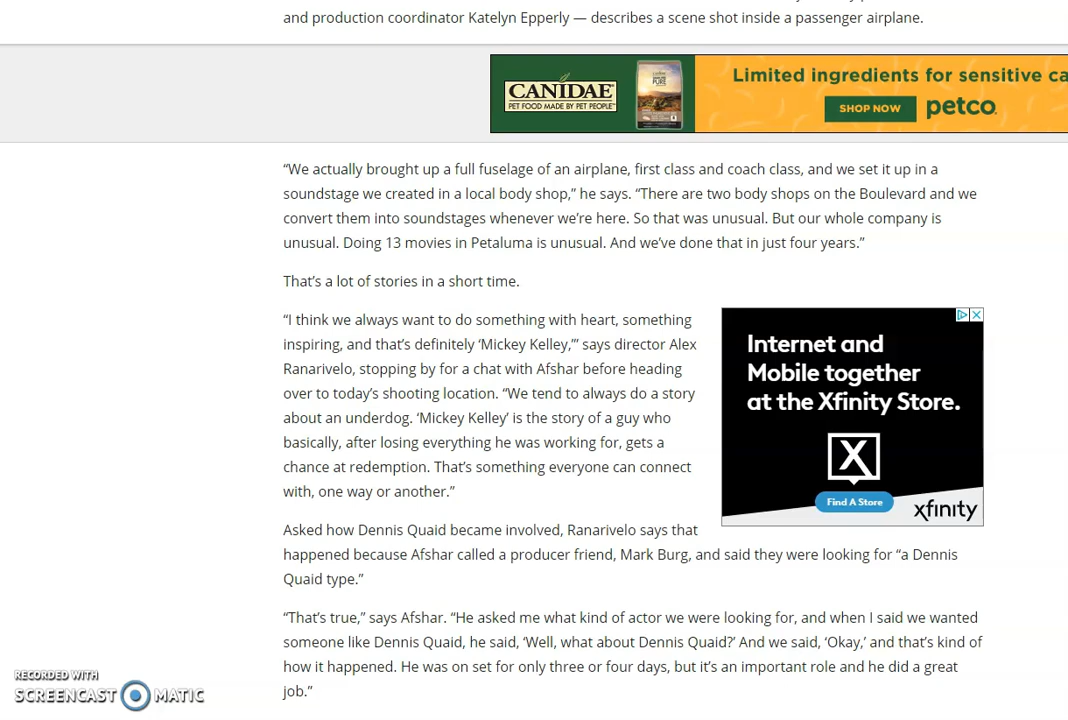 and production coordinator Katelyn Epperly — describes a scene shot inside a passenger airplane.
CANIDAE
PET FOOD MADE BY PET PEOPLE
PURE
Limited ingredients for sensitive ca
SHOP NOW
petco
“We actually brought up a full fuselage of an airplane, first class and coach class, and we set it up in a
soundstage we created in a local body shop,” he says. “There are two body shops on the Boulevard and we
convert them into soundstages whenever we’re here. So that was unusual. But our whole company is
unusual. Doing 13 movies in Petaluma is unusual. And we’ve done that in just four years.”
That’s a lot of stories in a short time.
“I think we always want to do something with heart, something
inspiring, and that’s definitely ‘Mickey Kelley,’” says director Alex
Ranarivelo, stopping by for a chat with Afshar before heading
over to today’s shooting location. “We tend to always do a story
about an underdog. ‘Mickey Kelley’ is the story of a guy who
basically, after losing everything he was working for, gets a
chance at redemption. That’s something everyone can connect
with, one way or another.”
Internet and
Mobile together
at the Xfinity Store.
X
Find A Store
xfinity
Asked how Dennis Quaid became involved, Ranarivelo says that
happened because Afshar called a producer friend, Mark Burg, and said they were looking for “a Dennis
Quaid type.”
“That’s true,” says Afshar. “He asked me what kind of actor we were looking for, and when I said we wanted
someone like Dennis Quaid, he said, ‘Well, what about Dennis Quaid?’ And we said, ‘Okay,’ and that’s kind of
how it happened. He was on set for only three or four days, but it’s an important role and he did a great
job.”
RECORDED WITH
SCREENCAST MATIC